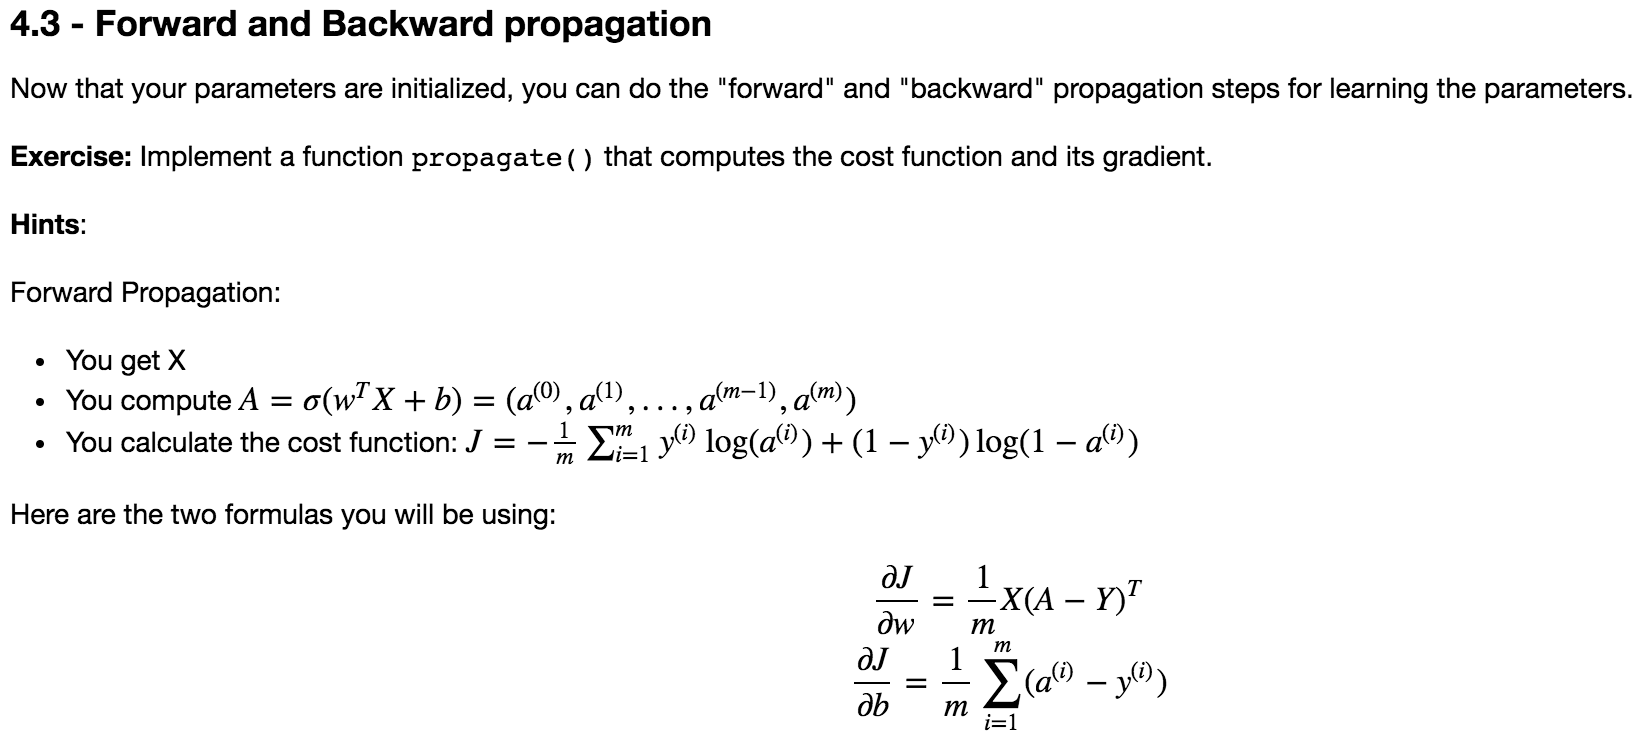 4.3 - Forward and Backward propagation
Now that your parameters are initialized, you can do the "forward" and "backward" propagation steps for learning the parameters.
Exercise: Implement a function propagate() that computes the cost function and its gradient.
Hints:
Forward Propagation:
• You get X
• You compute $A = \sigma(w^T X + b) = (a^{(0)}, a^{(1)}, \ldots, a^{(m-1)}, a^{(m)})$
• You calculate the cost function: $J = -\frac{1}{m} \sum_{i=1}^{m} y^{(i)} \log(a^{(i)}) + (1 - y^{(i)}) \log(1 - a^{(i)})$
Here are the two formulas you will be using:
$\frac{\partial J}{\partial w} = \frac{1}{m} X(A - Y)^T$
$\frac{\partial J}{\partial b} = \frac{1}{m} \sum_{i=1}^{m} (a^{(i)} - y^{(i)})$